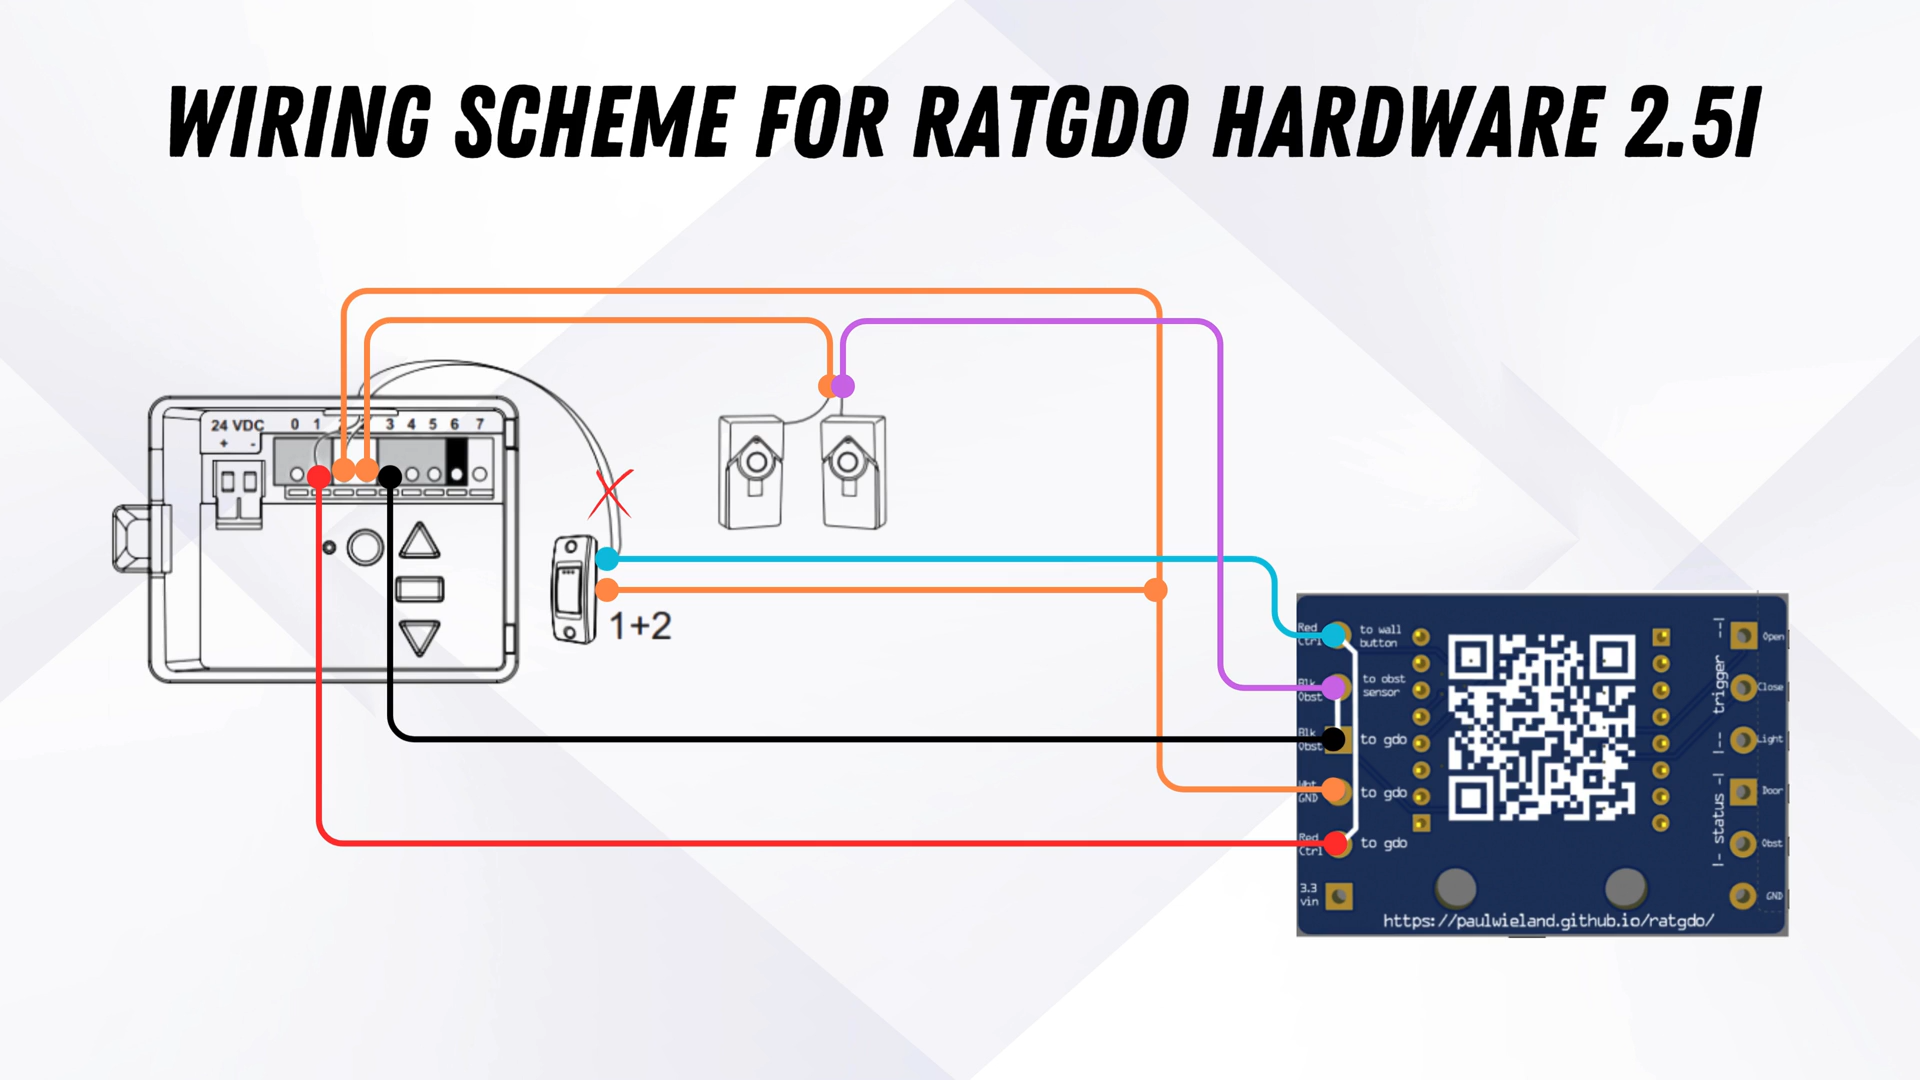 WIRING SCHEME FOR RATGDO HARDWARE 2.5I
24 VDC
+ -
0 1 2 2 3 4 5 6 7
1+2
Red
Ctrl
to wall
button
Blk
Obst
to obst
sensor
Blk
Obst
to gdo
Wht
GND
to gdo
Red
Ctrl
to gdo
3.3
vin
|-- trigger --|
Open
Close
Light
|- status -|
Door
Obst
GND
https://paulwieland.github.io/ratgdo/